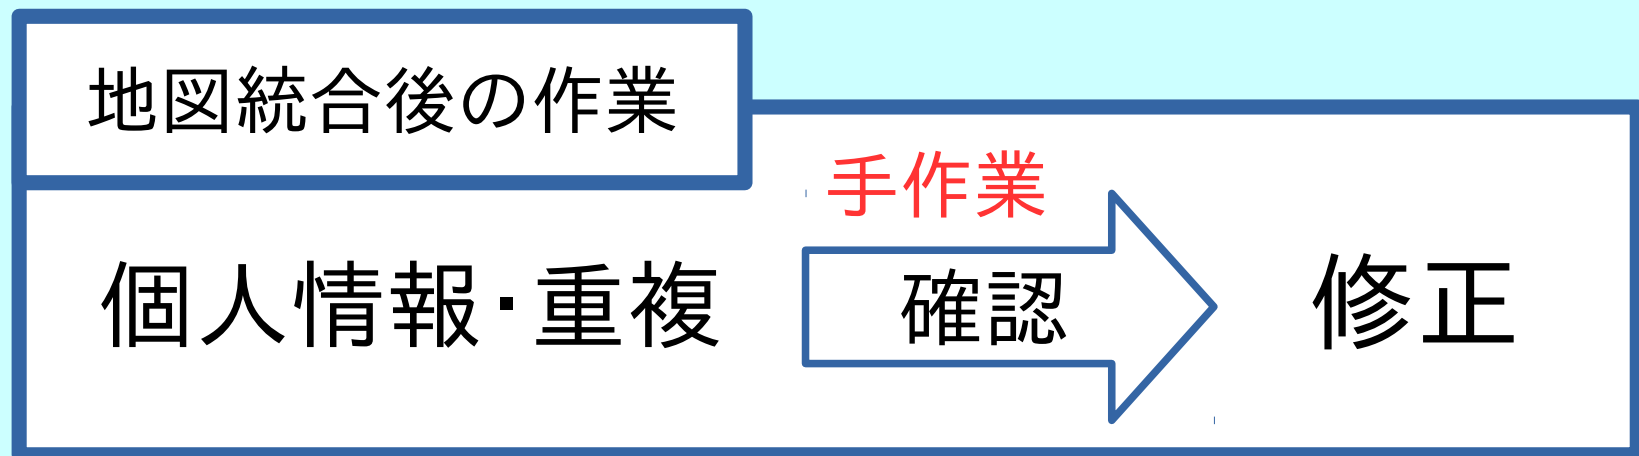 地図統合後の作業
手作業
個人情報・重複
確認
修正